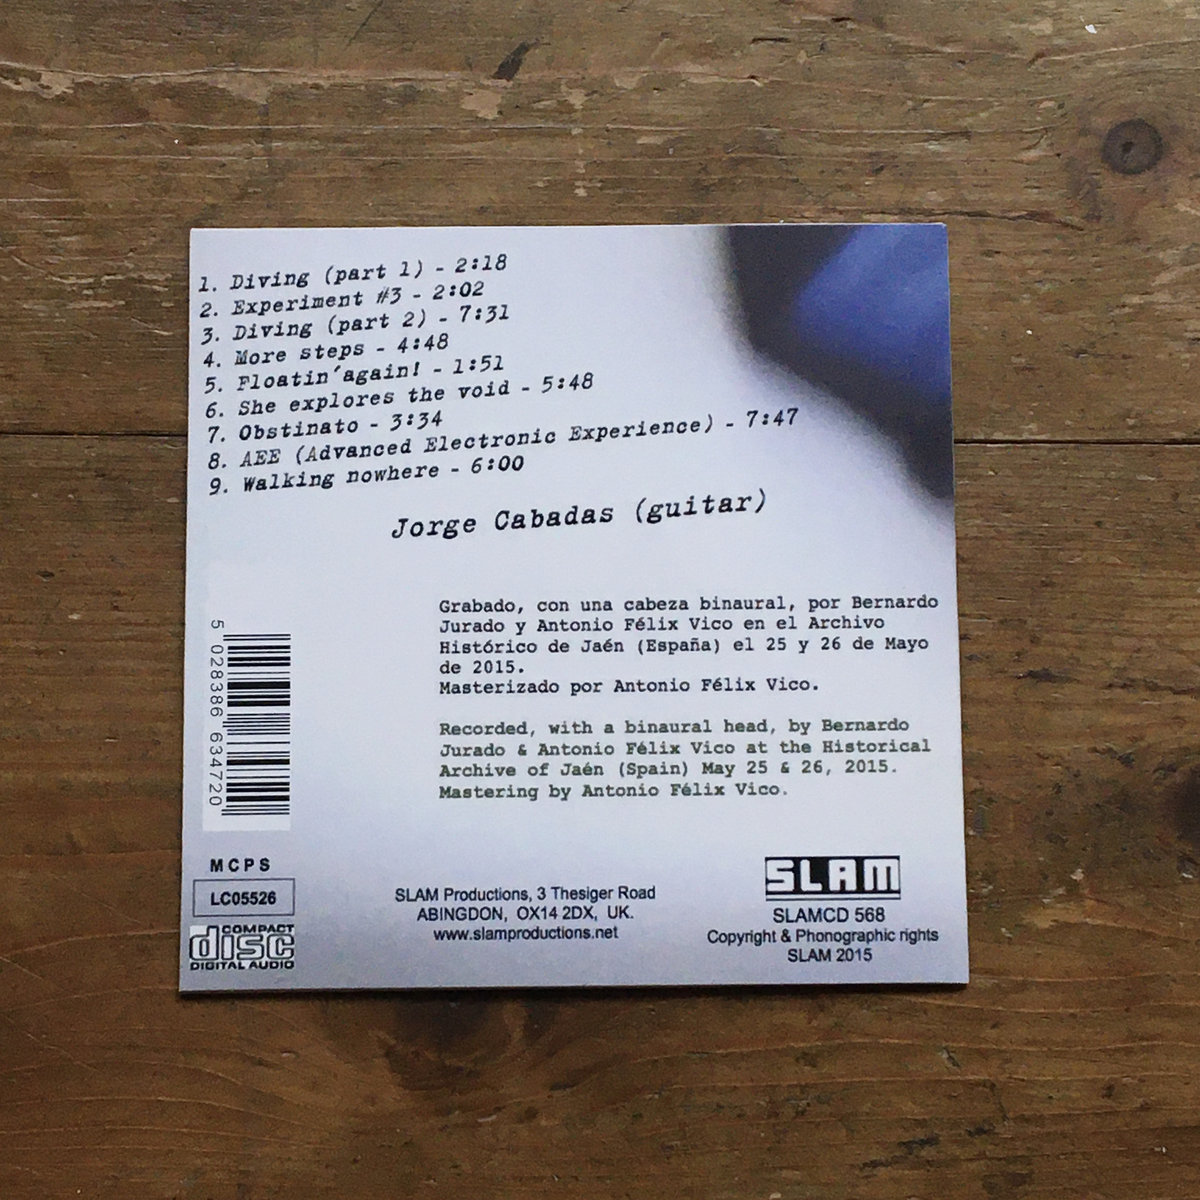 1. Diving (part 1) - 2:18
2. Experiment #3 - 2:02
3. Diving (part 2) - 7:31
4. More steps - 4:48
5. Floatin'again! - 1:51
6. She explores the void - 5:48
7. Obstinato - 3:34
8. AEE (Advanced Electronic Experience) - 7:47
9. Walking nowhere - 6:00
Jorge Cabadas (guitar)
Grabado, con una cabeza binaural, por Bernardo
Jurado y Antonio Félix Vico en el Archivo
Histórico de Jaén (España) el 25 y 26 de Mayo
de 2015.
Masterizado por Antonio Félix Vico.
Recorded, with a binaural head, by Bernardo
Jurado & Antonio Félix Vico at the Historical
Archive of Jaén (Spain) May 25 & 26, 2015.
Mastering by Antonio Félix Vico.
5 028386 634720
MCPS
LC05526
COMPACT
disc
DIGITAL AUDIO
SLAM Productions, 3 Thesiger Road
ABINGDON, OX14 2DX, UK.
www.slamproductions.net
SLAM
SLAMCD 568
Copyright & Phonographic rights
SLAM 2015